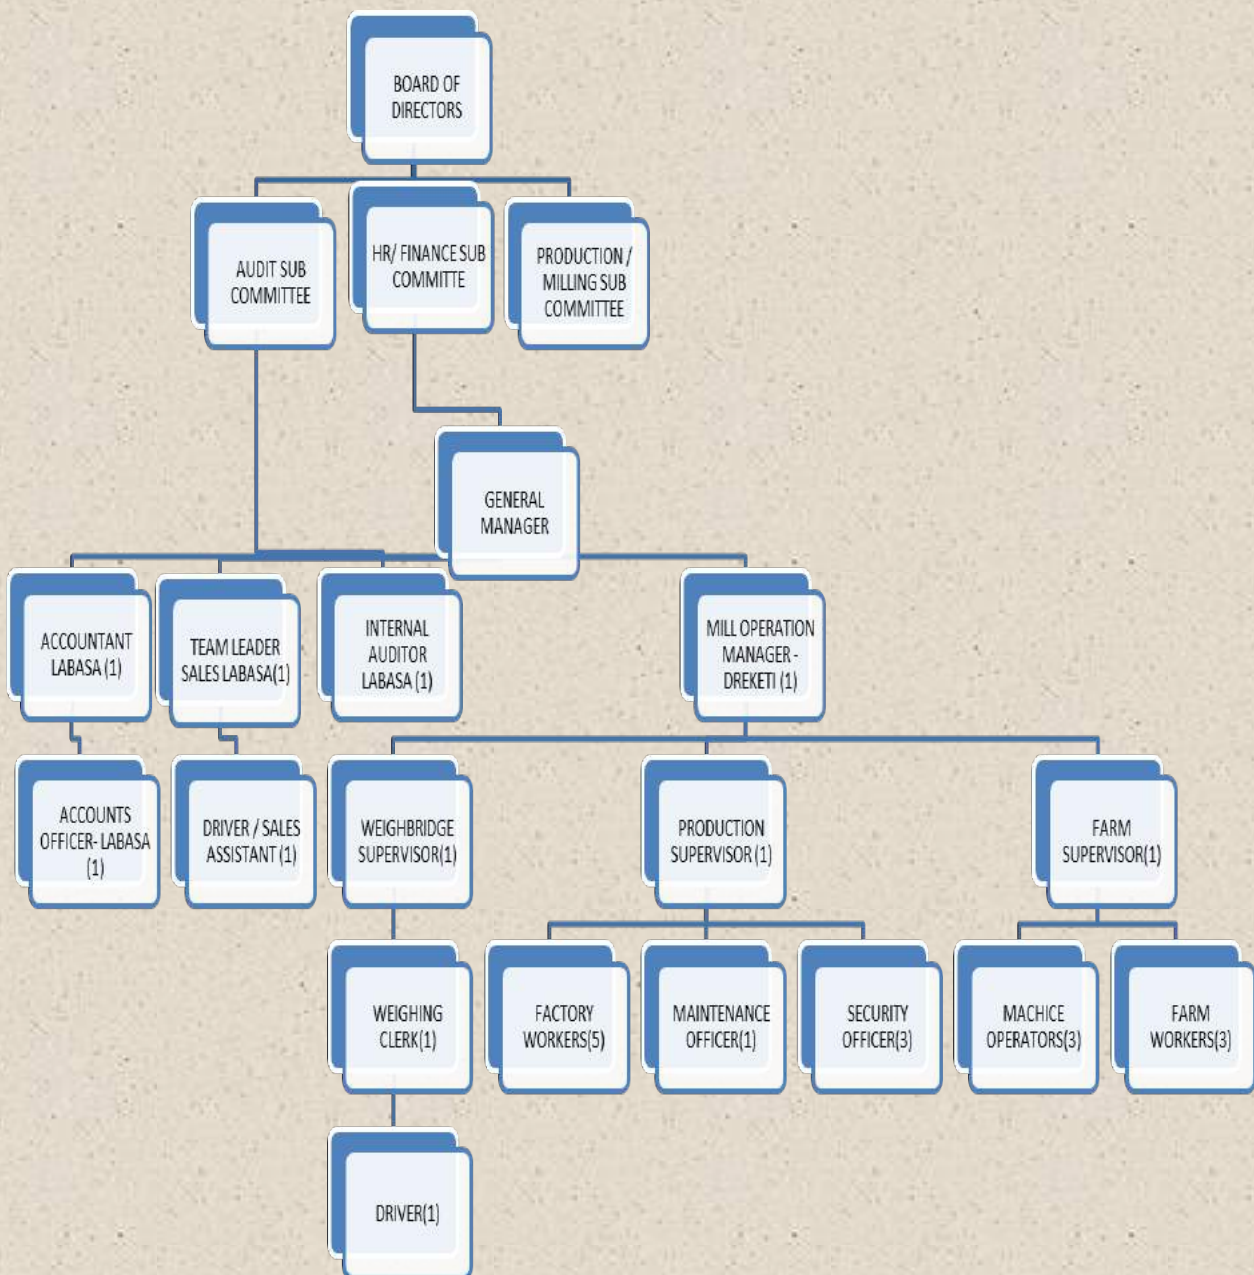 BOARD OF
DIRECTORS
AUDIT SUB
COMMITTEE
HR/ FINANCE SUB
COMMITTE
PRODUCTION /
MILLING SUB
COMMITTEE
GENERAL
MANAGER
ACCOUNTANT
LABASA (1)
TEAM LEADER
SALES LABASA(1)
INTERNAL
AUDITOR
LABASA (1)
MILL OPERATION
MANAGER -
DREKETI (1)
ACCOUNTS
OFFICER- LABASA
(1)
DRIVER / SALES
ASSISTANT (1)
WEIGHBRIDGE
SUPERVISOR(1)
PRODUCTION
SUPERVISOR (1)
FARM
SUPERVISOR(1)
WEIGHING
CLERK(1)
FACTORY
WORKERS(5)
MAINTENANCE
OFFICER(1)
SECURITY
OFFICER(3)
MACHICE
OPERATORS(3)
FARM
WORKERS(3)
DRIVER(1)